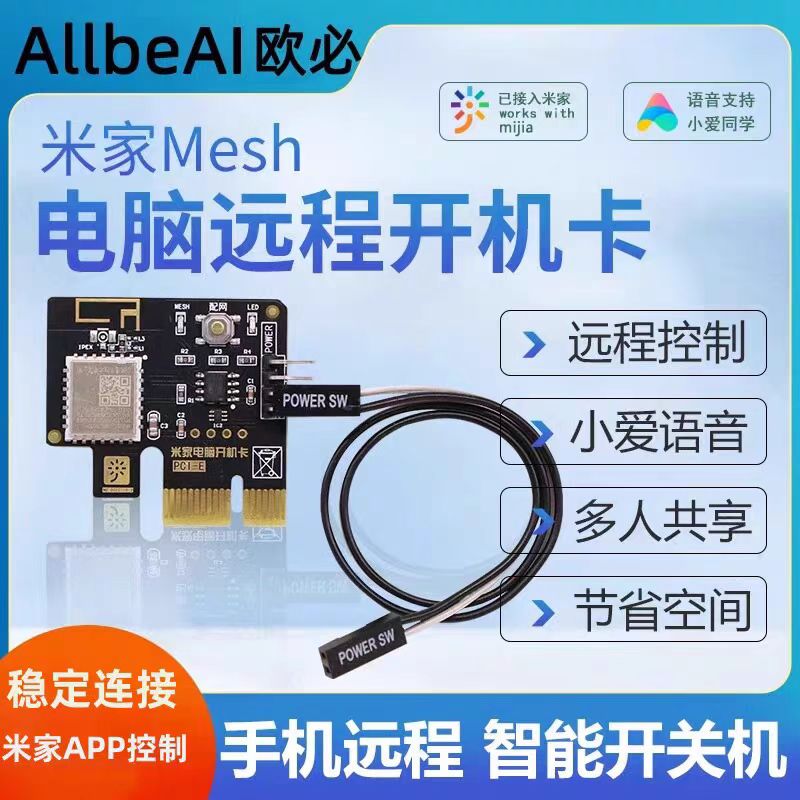 AllbeAI欧必
已接入米家
works with
mijia
语音支持
小爱同学
米家Mesh
电脑远程开机卡
MESH
配网
LED
POWER
IPEX
L3
L1
R2
R3
R4
R1
C1
C3
C2
IC2
POWER SW
米家电脑开机卡
PCI-E
远程控制
小爱语音
多人共享
节省空间
POWER SW
稳定连接
米家APP控制
手机远程 智能开关机